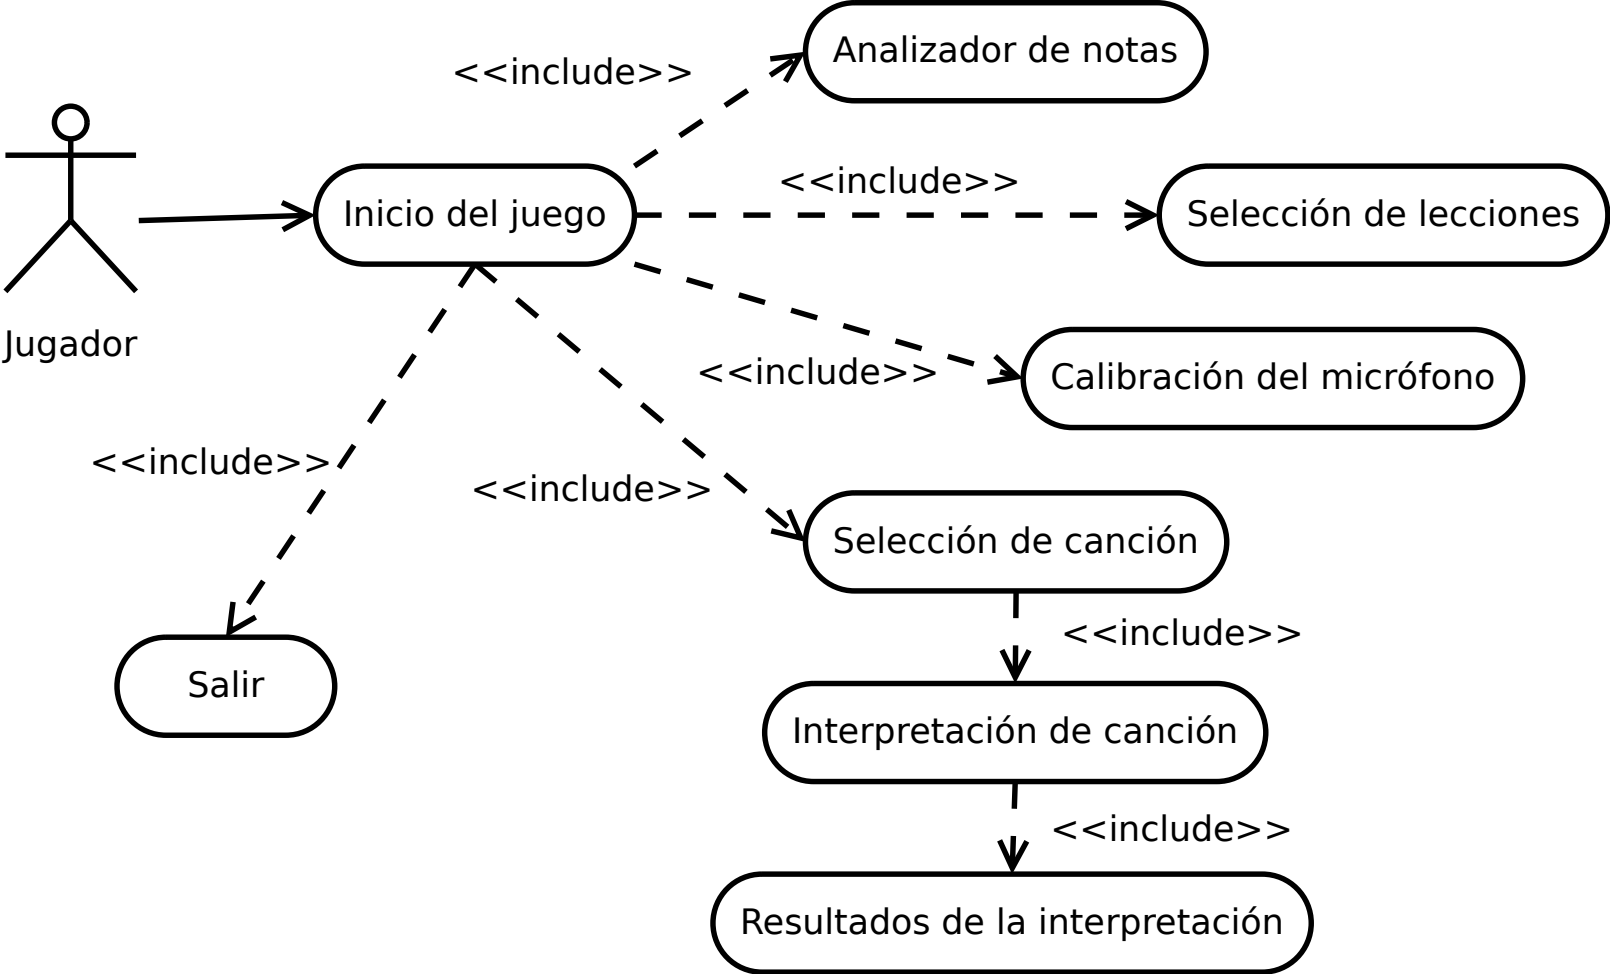 Analizador de notas
<<include>>
<<include>>
Selección de lecciones
Inicio del juego
Jugador
<<include>>
Calibración del micrófono
<<include>>
<<include>>
Selección de canción
<<include>>
Salir
Interpretación de canción
<<include>>
Resultados de la interpretación